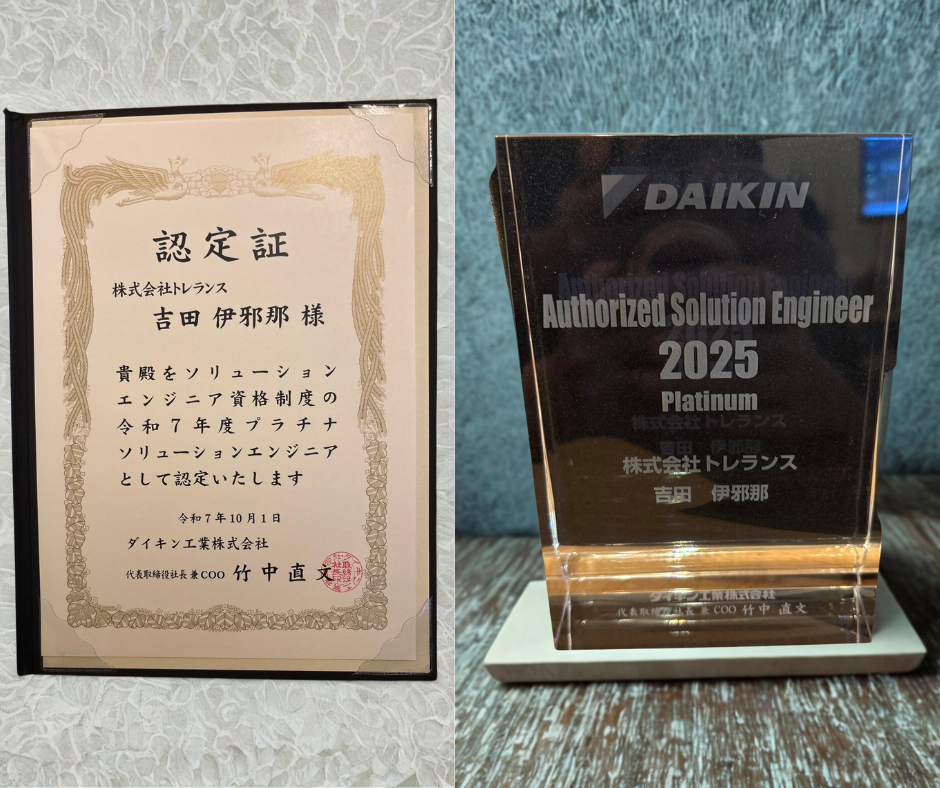 認定証
株式会社トレランス
吉田 伊邪那 様
貴殿をソリューション
エンジニア資格制度の
令和7年度プラチナ
ソリューションエンジニア
として認定いたします
令和7年10月1日
ダイキン工業株式会社
代表取締役社長 兼 COO 竹中直文
DAIKIN
Authorized Solution Engineer
2025
Platinum
株式会社トレランス
吉田 伊邪那
ダイキン工業株式会社
代表取締役社長 兼 COO 竹中 直文